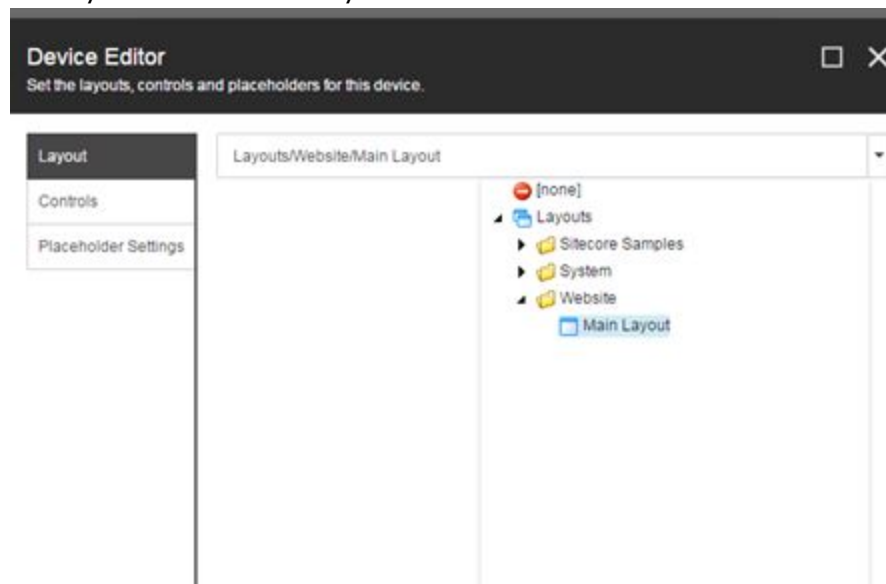 Device Editor
Set the layouts, controls and placeholders for this device.
Layout
Layouts/Website/Main Layout
Controls
Placeholder Settings
[none]
Layouts
Sitecore Samples
System
Website
Main Layout